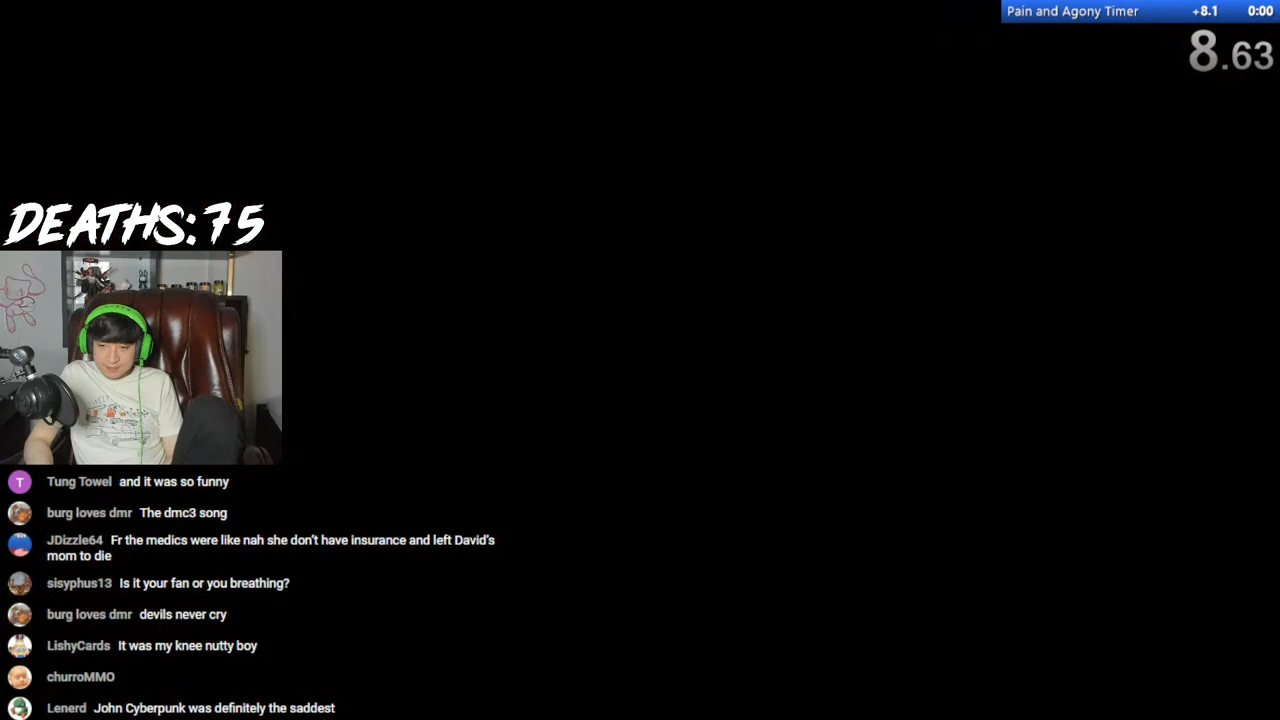 Pain and Agony Timer +8.1 0:00
8.63
DEATHS:75
T Tung Towel and it was so funny
burg loves dmr The dmc3 song
JDizzle64 Fr the medics were like nah she don't have insurance and left David's
mom to die
sisyphus13 Is it your fan or you breathing?
burg loves dmr devils never cry
LishyCards It was my knee nutty boy
churroMMO
Lenerd John Cyberpunk was definitely the saddest